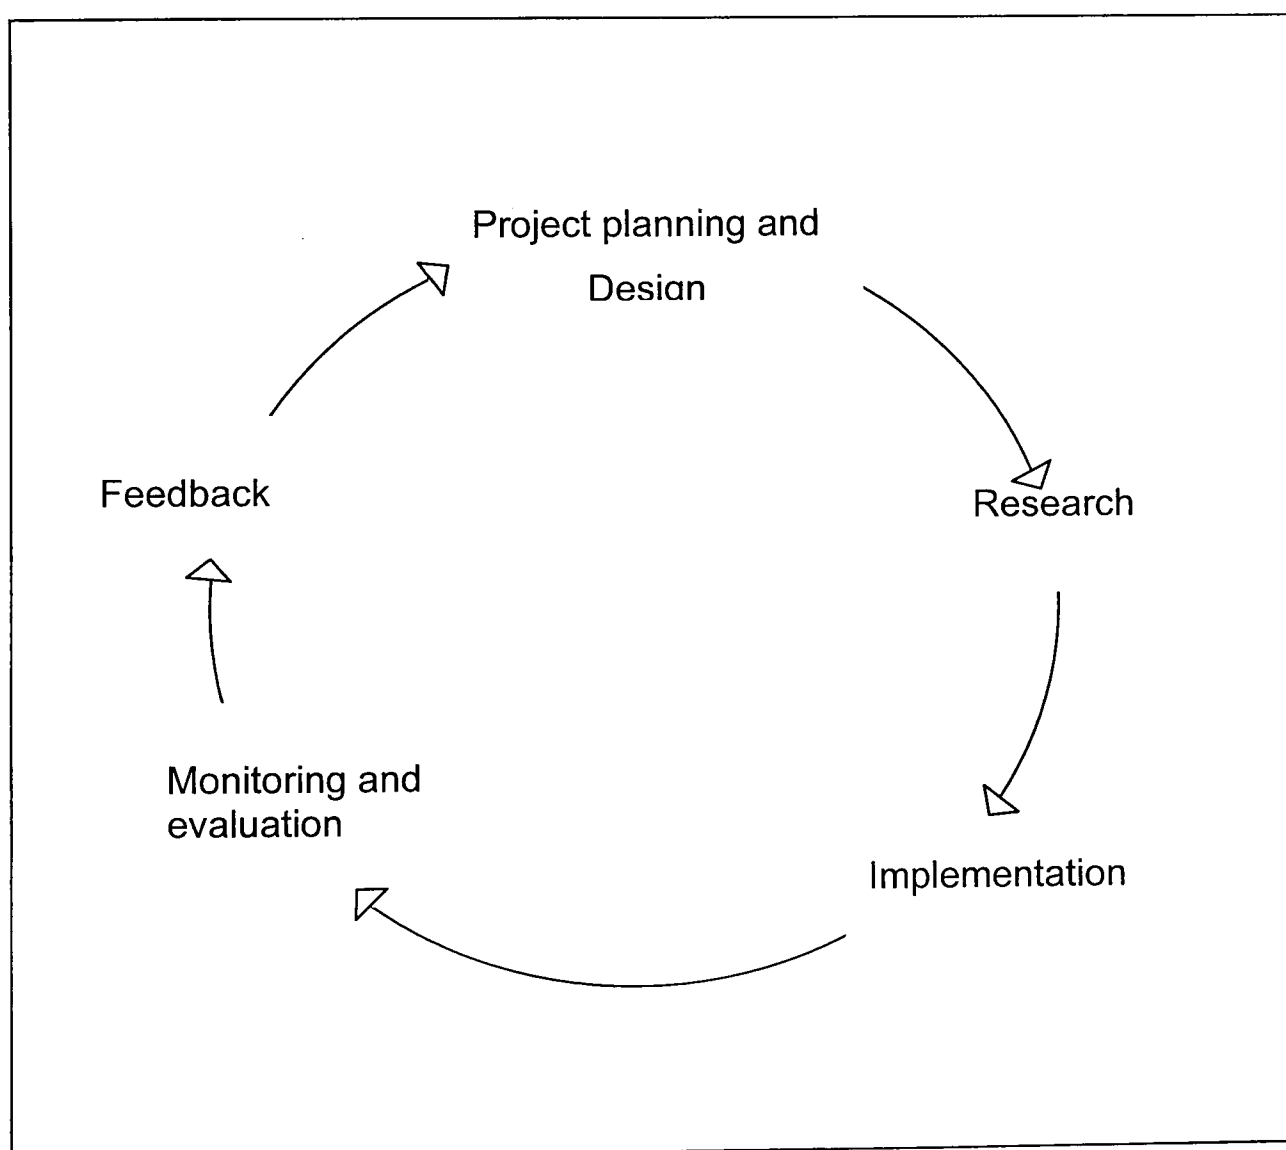 Project planning and
Design
Feedback
Research
Monitoring and
evaluation
Implementation